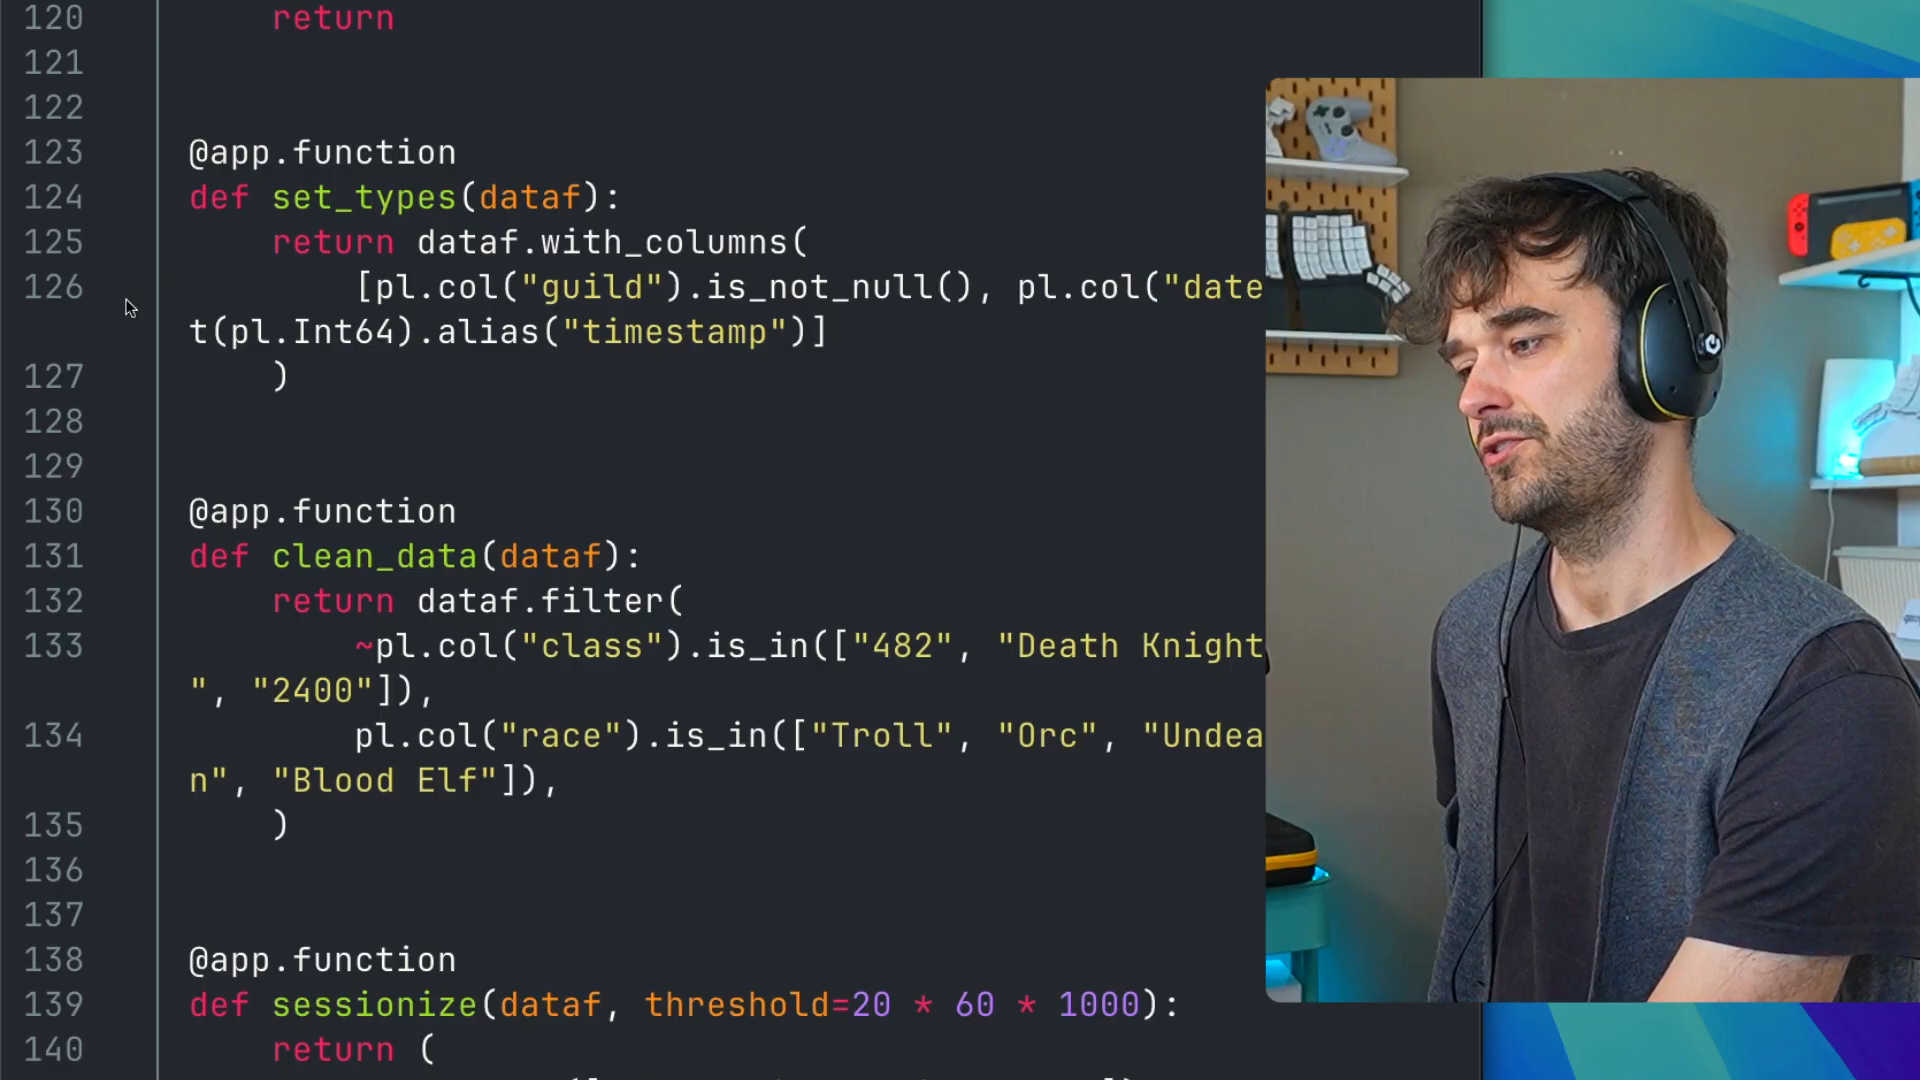 120 return
121
122
123 @app.function
124 def set_types(dataf):
125 return dataf.with_columns(
126 [pl.col("guild").is_not_null(), pl.col("date
t(pl.Int64).alias("timestamp")]
127 )
128
129
130 @app.function
131 def clean_data(dataf):
132 return dataf.filter(
133 ~pl.col("class").is_in(["482", "Death Knight
", "2400"]),
134 pl.col("race").is_in(["Troll", "Orc", "Undea
n", "Blood Elf"]),
135 )
136
137
138 @app.function
139 def sessionize(dataf, threshold=20 * 60 * 1000):
140 return (